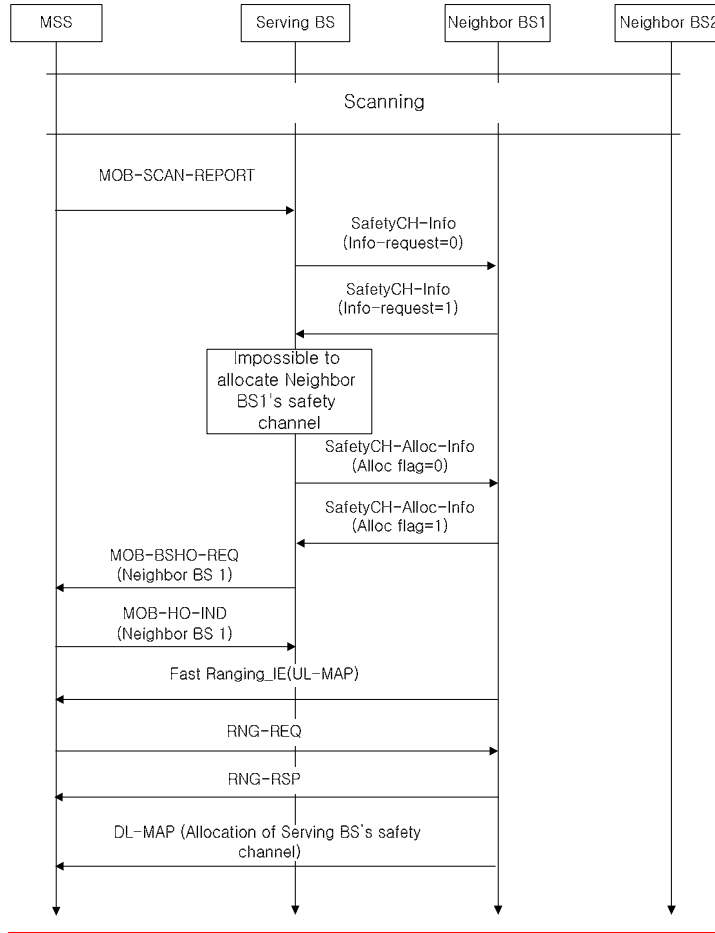 MSS
Serving BS
Neighbor BS1
Neighbor BS2
Scanning
MOB-SCAN-REPORT
SafetyCH-Info
(Info-request=0)
SafetyCH-Info
(Info-request=1)
Impossible to
allocate Neighbor
BS1's safety
channel
SafetyCH-Alloc-Info
(Alloc flag=0)
SafetyCH-Alloc-Info
(Alloc flag=1)
MOB-BSHO-REQ
(Neighbor BS 1)
MOB-HO-IND
(Neighbor BS 1)
Fast Ranging_IE(UL-MAP)
RNG-REQ
RNG-RSP
DL-MAP (Allocation of Serving BS's safety
channel)